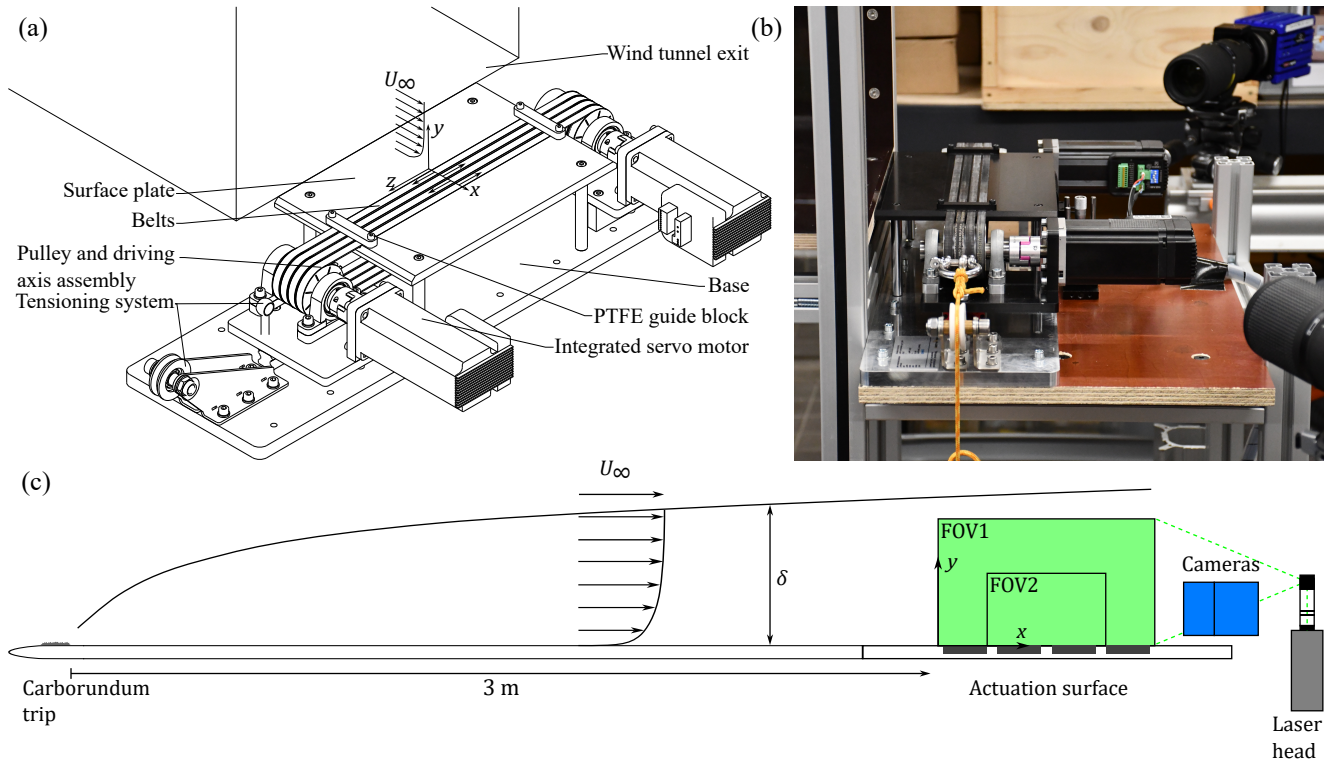 (a)
Wind tunnel exit
U∞
y
z
x
Surface plate
Belts
Pulley and driving
axis assembly
Tensioning system
Base
PTFE guide block
Integrated servo motor
(b)
(c)
U∞
δ
FOV1
y
FOV2
x
Cameras
Carborundum
trip
3 m
Actuation surface
Laser
head